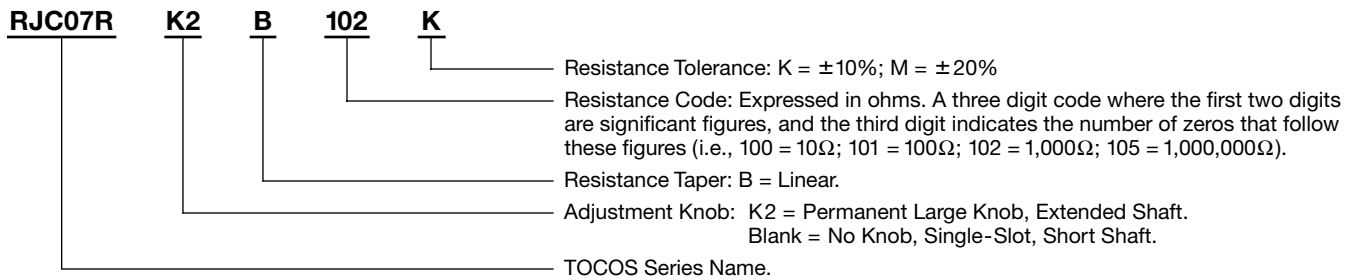 RJC07R K2 B 102 K
Resistance Tolerance: K = ±10%; M = ±20%
Resistance Code: Expressed in ohms. A three digit code where the first two digits
are significant figures, and the third digit indicates the number of zeros that follow
these figures (i.e., 100 = 10Ω; 101 = 100Ω; 102 = 1,000Ω; 105 = 1,000,000Ω).
Resistance Taper: B = Linear.
Adjustment Knob: K2 = Permanent Large Knob, Extended Shaft.
Blank = No Knob, Single-Slot, Short Shaft.
TOCOS Series Name.